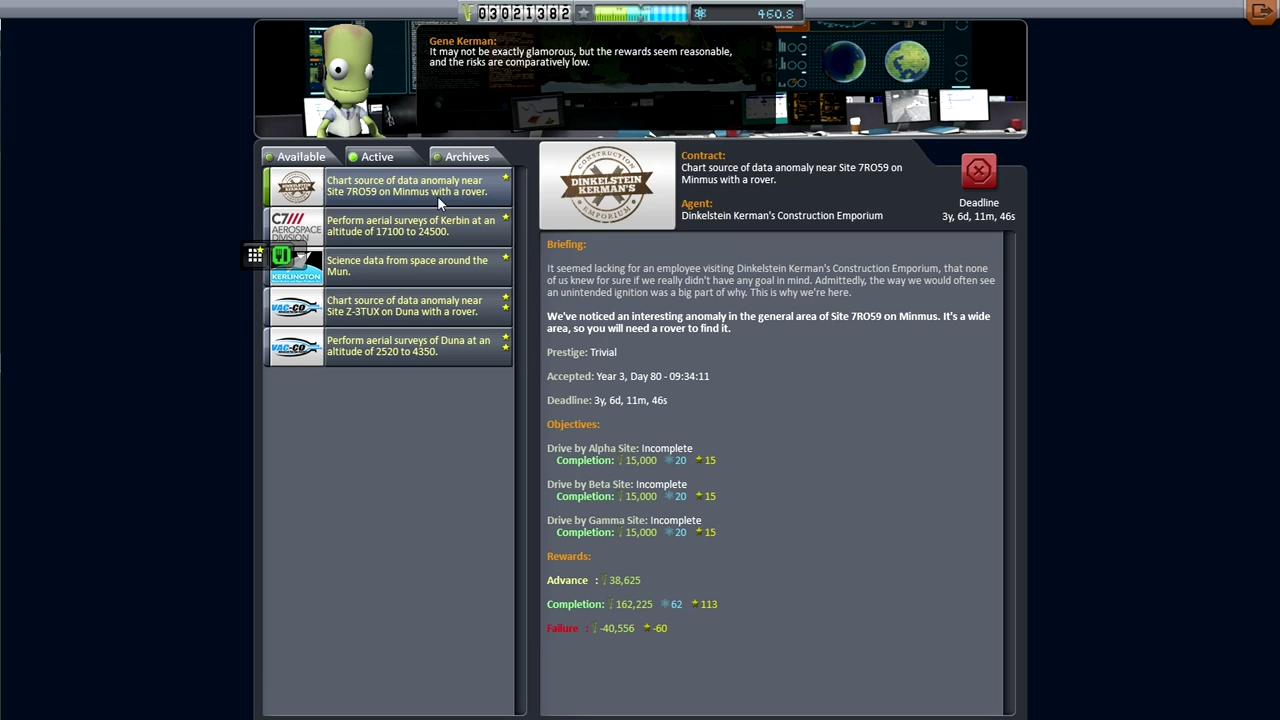 03021382
460.8
Gene Kerman:
It may not be exactly glamorous, but the rewards seem reasonable,
and the risks are comparatively low.
Available
Active
Archives
Chart source of data anomaly near
Site 7RO59 on Minmus with a rover.
C7///
AEROSPACE
DIVISION
Perform aerial surveys of Kerbin at an
altitude of 17100 to 24500.
KERLINGTON
Science data from space around the
Mun.
VAC-CO
Chart source of data anomaly near
Site Z-3TUX on Duna with a rover.
VAC-CO
Perform aerial surveys of Duna at an
altitude of 2520 to 4350.
CONSTRUCTION
DINKELSTEIN
KERMAN'S
EMPORIUM
Contract:
Chart source of data anomaly near Site 7RO59 on
Minmus with a rover.
Agent:
Dinkelstein Kerman's Construction Emporium
Deadline
3y, 6d, 11m, 46s
Briefing:
It seemed lacking for an employee visiting Dinkelstein Kerman's Construction Emporium, that none
of us knew for sure if we really didn't have any goal in mind. Admittedly, the way we would often see
an unintended ignition was a big part of why. This is why we're here.
We've noticed an interesting anomaly in the general area of Site 7RO59 on Minmus. It's a wide
area, so you will need a rover to find it.
Prestige: Trivial
Accepted: Year 3, Day 80 - 09:34:11
Deadline: 3y, 6d, 11m, 46s
Objectives:
Drive by Alpha Site: Incomplete
Completion: 15,000 20 15
Drive by Beta Site: Incomplete
Completion: 15,000 20 15
Drive by Gamma Site: Incomplete
Completion: 15,000 20 15
Rewards:
Advance : 38,625
Completion: 162,225 62 113
Failure : -40,556 -60